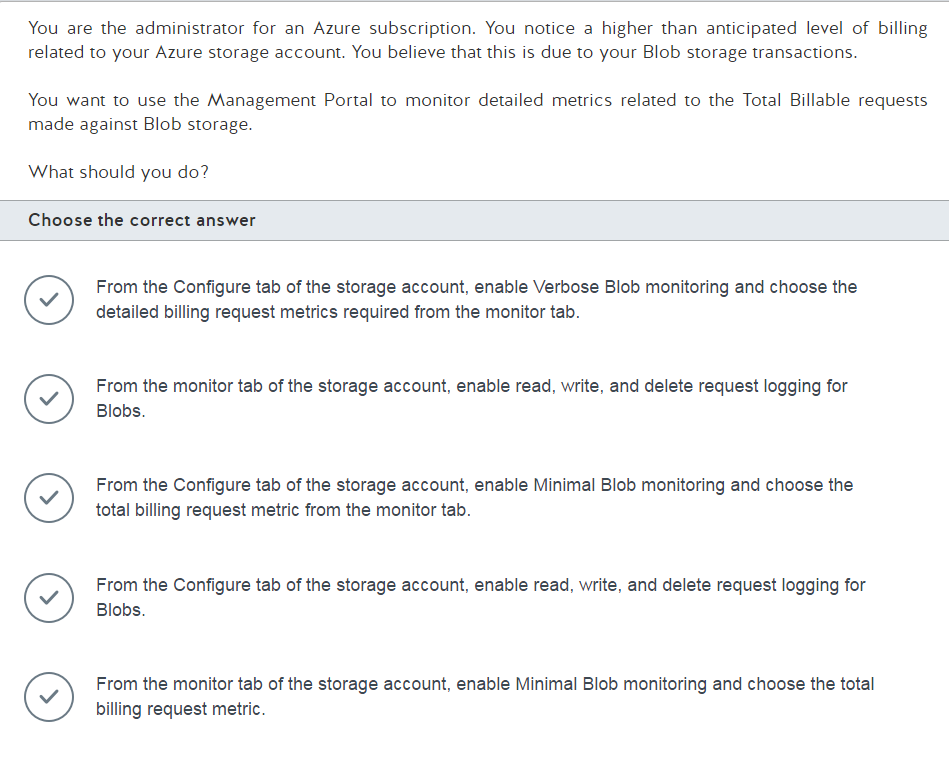 You are the administrator for an Azure subscription. You notice a higher than anticipated level of billing
related to your Azure storage account. You believe that this is due to your Blob storage transactions.
You want to use the Management Portal to monitor detailed metrics related to the Total Billable requests
made against Blob storage.
What should you do?
Choose the correct answer
From the Configure tab of the storage account, enable Verbose Blob monitoring and choose the
detailed billing request metrics required from the monitor tab.
From the monitor tab of the storage account, enable read, write, and delete request logging for
Blobs.
From the Configure tab of the storage account, enable Minimal Blob monitoring and choose the
total billing request metric from the monitor tab.
From the Configure tab of the storage account, enable read, write, and delete request logging for
Blobs.
From the monitor tab of the storage account, enable Minimal Blob monitoring and choose the total
billing request metric.